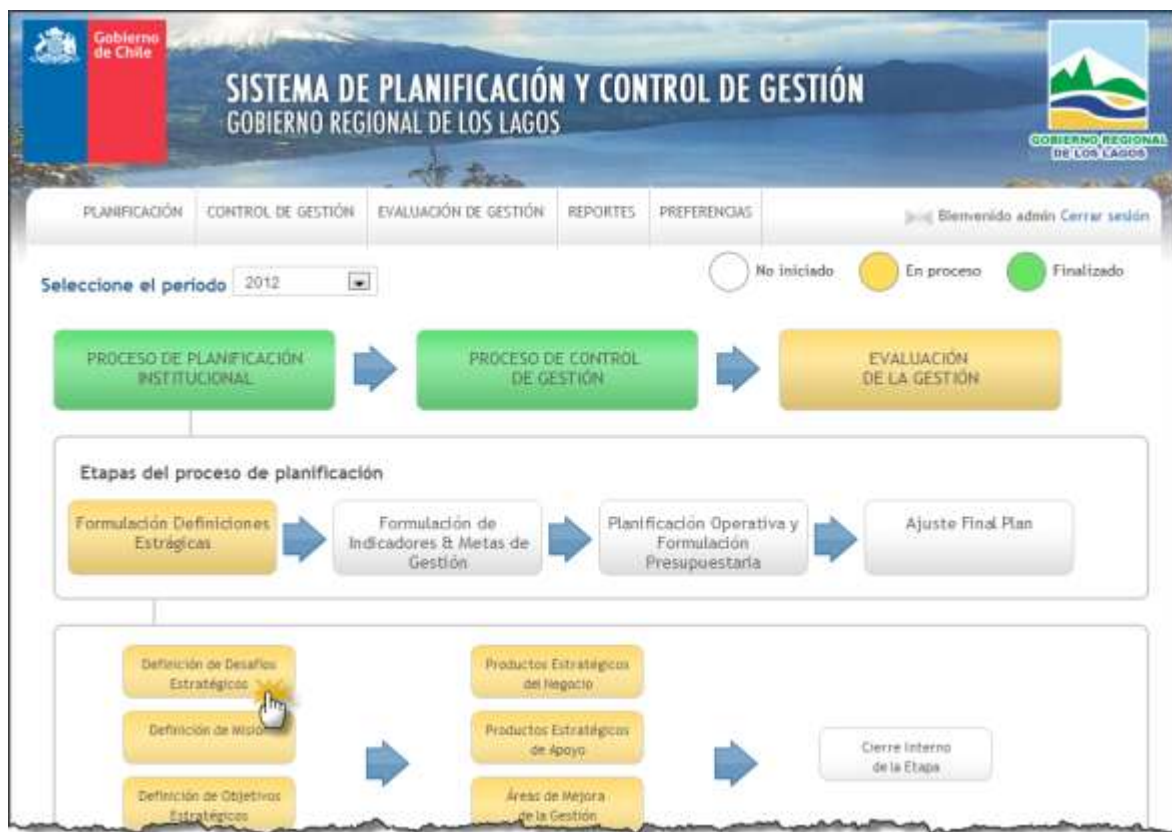 Gobierno
de Chile
SISTEMA DE PLANIFICACIÓN Y CONTROL DE GESTIÓN
GOBIERNO REGIONAL DE LOS LAGOS
GOBIERNO REGIONAL
DE LOS LAGOS
PLANIFICACIÓN CONTROL DE GESTIÓN EVALUACIÓN DE GESTIÓN REPORTES PREFERENCIAS Bienvenido admin Cerrar sesión
Seleccione el período 2012 No iniciado En proceso Finalizado
PROCESO DE PLANIFICACIÓN
INSTITUCIONAL
PROCESO DE CONTROL
DE GESTIÓN
EVALUACIÓN
DE LA GESTIÓN
Etapas del proceso de planificación
Formulación Definiciones
Estrágicas
Formulación de
Indicadores & Metas de
Gestión
Planificación Operativa y
Formulación
Presupuestaria
Ajuste Final Plan
Definición de Desafíos
Estratégicos
Definición de Misión
Definición de Objetivos
Estratégicos
Productos Estratégicos
del Negocio
Productos Estratégicos
de Apoyo
Áreas de Mejora
de la Gestión
Cierre Interno
de la Etapa